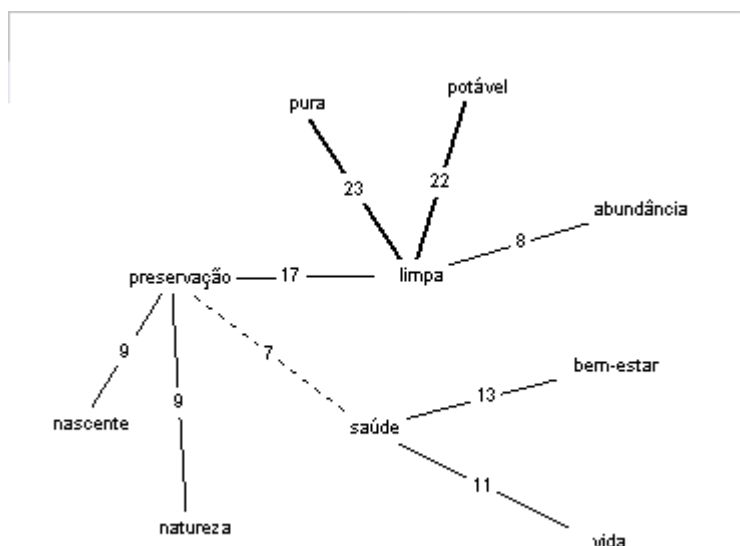 potável
pura
23
22
abundância
8
preservação
17
limpa
9
7
bem-estar
13
9
nascente
saúde
11
natureza
vida